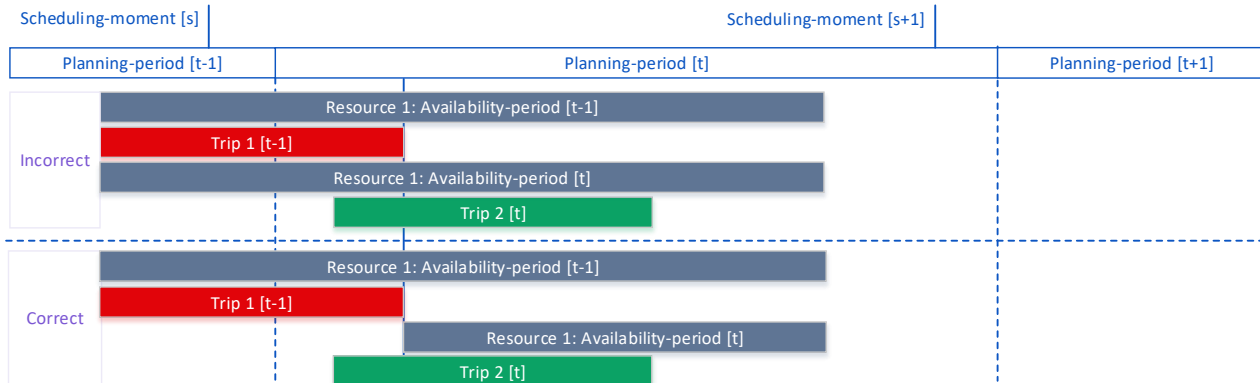 Scheduling-moment [s]
Scheduling-moment [s+1]
Planning-period [t-1]
Planning-period [t]
Planning-period [t+1]
Incorrect
Resource 1: Availability-period [t-1]
Trip 1 [t-1]
Resource 1: Availability-period [t]
Trip 2 [t]
Correct
Resource 1: Availability-period [t-1]
Trip 1 [t-1]
Resource 1: Availability-period [t]
Trip 2 [t]